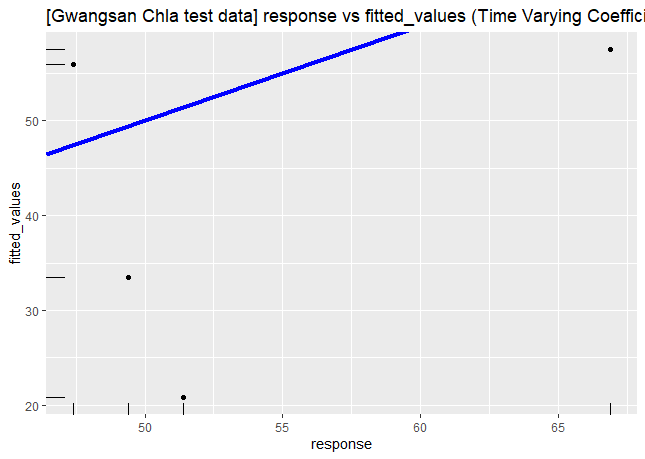 [Gwangsan Chla test data] response vs fitted_values (Time Varying Coeffici
50
40
30
20
fitted_values
50
55
60
65
response